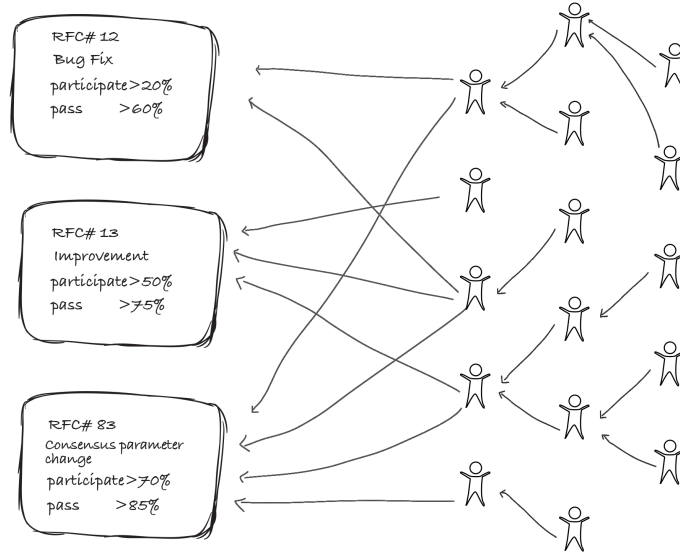 RFC# 12
Bug Fix
participate>20%
pass >60%
RFC# 13
Improvement
participate>50%
pass >75%
RFC# 83
Consensus parameter
change
participate>70%
pass >85%